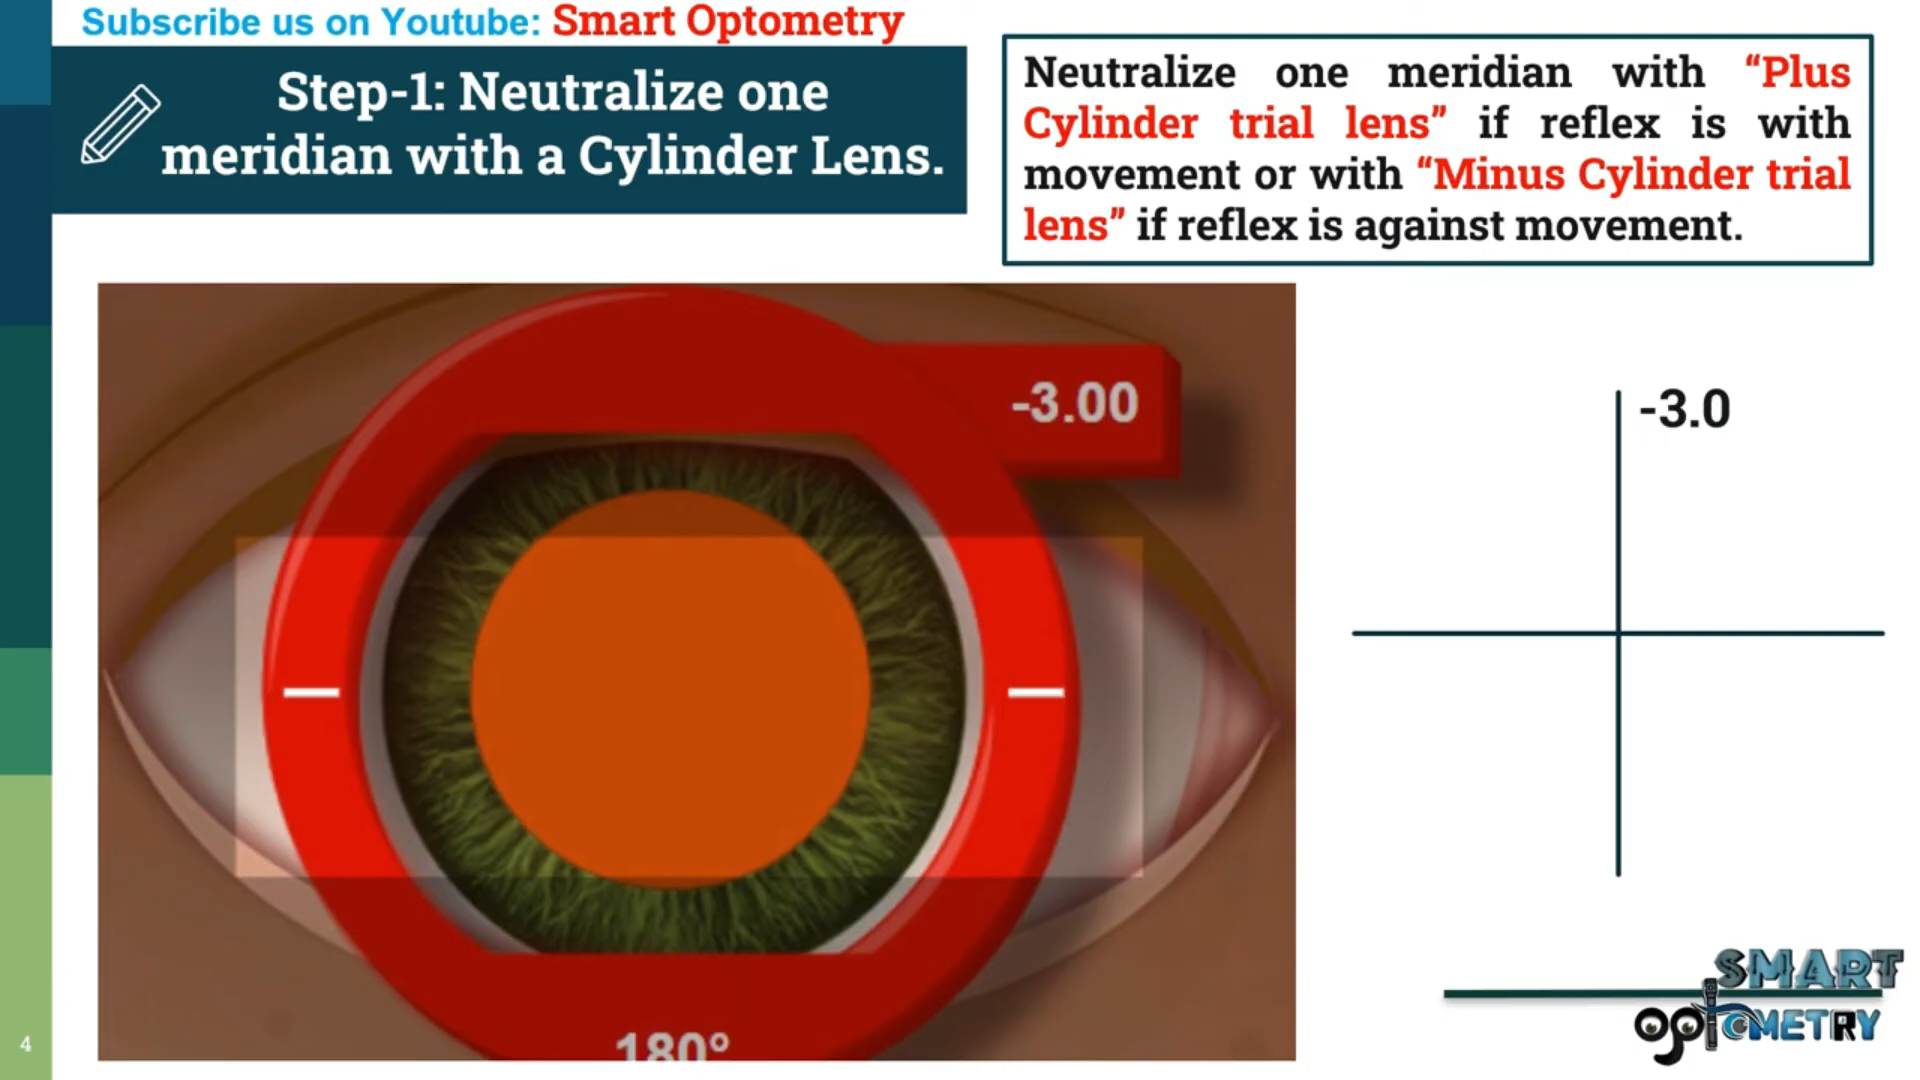 Subscribe us on Youtube: Smart Optometry
Step-1: Neutralize one
meridian with a Cylinder Lens.
Neutralize one meridian with “Plus
Cylinder trial lens” if reflex is with
movement or with “Minus Cylinder trial
lens” if reflex is against movement.
-3.00
-3.0
180°
SMART
OptOMETRY
4